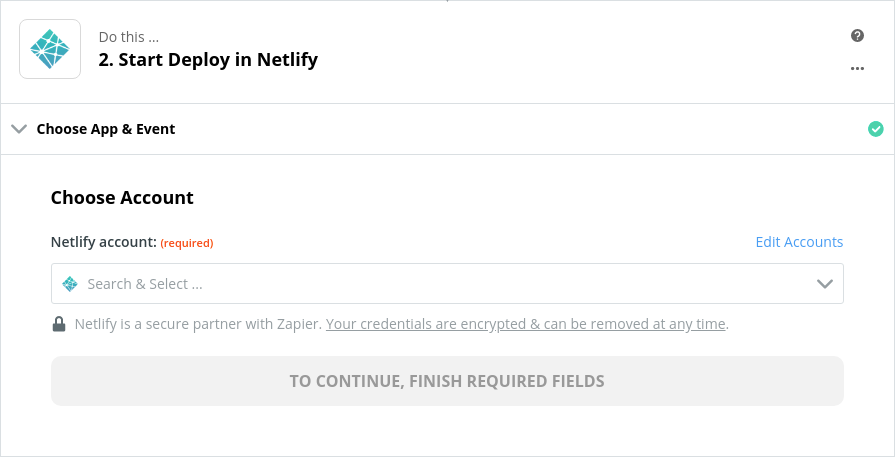 Do this ...
2. Start Deploy in Netlify
Choose App & Event
Choose Account
Netlify account: (required)
Edit Accounts
Search & Select ...
Netlify is a secure partner with Zapier. Your credentials are encrypted & can be removed at any time.
TO CONTINUE, FINISH REQUIRED FIELDS